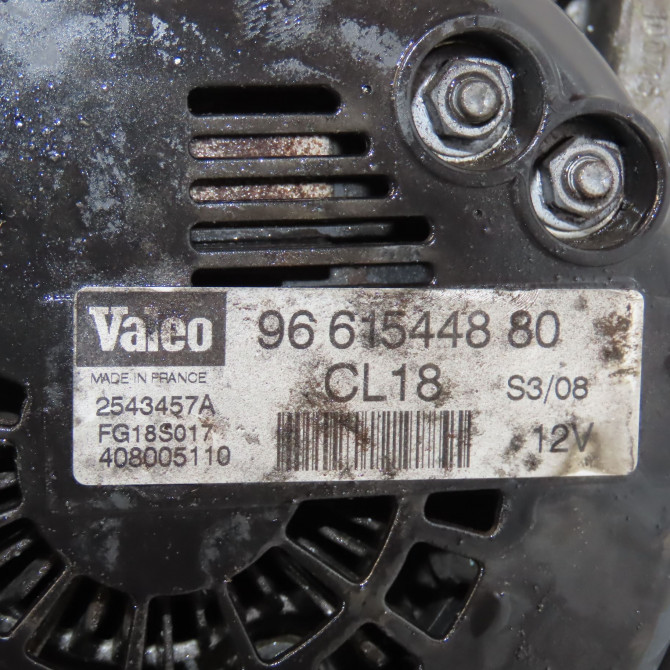 Valeo
96 615448 80
MADE IN FRANCE
CL18
S3/08
2543457A
FG18S017
12V
408005110